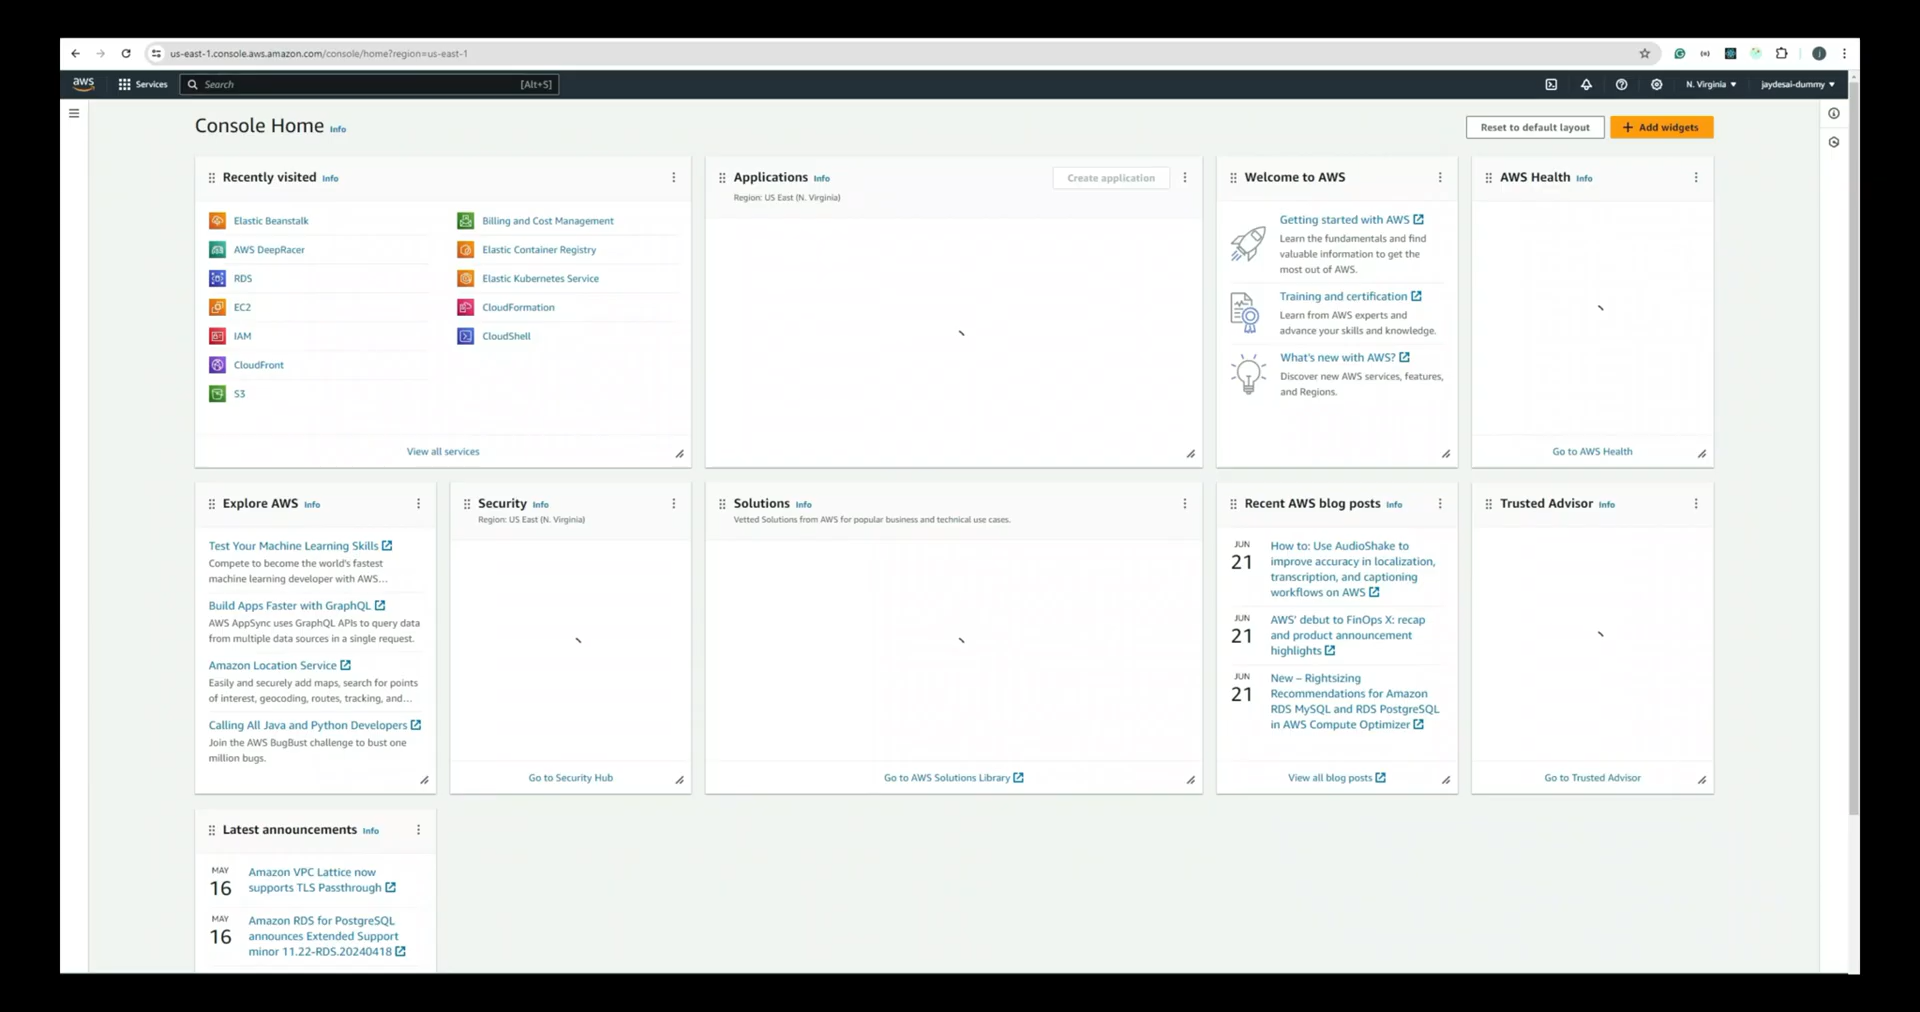 us-east-1.console.aws.amazon.com/console/home?region=us-east-1
aws Services Search [Alt+S] N. Virginia jaydesai-dummy
Console Home Info
Reset to default layout
Add widgets
Recently visited Info
Elastic Beanstalk
AWS DeepRacer
RDS
EC2
IAM
CloudFront
S3
Billing and Cost Management
Elastic Container Registry
Elastic Kubernetes Service
CloudFormation
CloudShell
View all services
Applications Info
Region: US East (N. Virginia)
Create application
Welcome to AWS
Getting started with AWS
Learn the fundamentals and find
valuable information to get the
most out of AWS.
Training and certification
Learn from AWS experts and
advance your skills and knowledge.
What's new with AWS?
Discover new AWS services, features,
and Regions.
AWS Health Info
Go to AWS Health
Explore AWS Info
Test Your Machine Learning Skills
Compete to become the world's fastest
machine learning developer with AWS...
Build Apps Faster with GraphQL
AWS AppSync uses GraphQL APIs to query data
from multiple data sources in a single request.
Amazon Location Service
Easily and securely add maps, search for points
of interest, geocoding, routes, tracking, and...
Calling All Java and Python Developers
Join the AWS BugBust challenge to bust one
million bugs.
Security Info
Region: US East (N. Virginia)
Go to Security Hub
Solutions Info
Vetted Solutions from AWS for popular business and technical use cases.
Go to AWS Solutions Library
Recent AWS blog posts Info
JUN
21
How to: Use AudioShake to
improve accuracy in localization,
transcription, and captioning
workflows on AWS
JUN
21
AWS' debut to FinOps X: recap
and product announcement
highlights
JUN
21
New – Rightsizing
Recommendations for Amazon
RDS MySQL and RDS PostgreSQL
in AWS Compute Optimizer
View all blog posts
Trusted Advisor Info
Go to Trusted Advisor
Latest announcements Info
MAY
16
Amazon VPC Lattice now
supports TLS Passthrough
MAY
16
Amazon RDS for PostgreSQL
announces Extended Support
minor 11.22-RDS.20240418